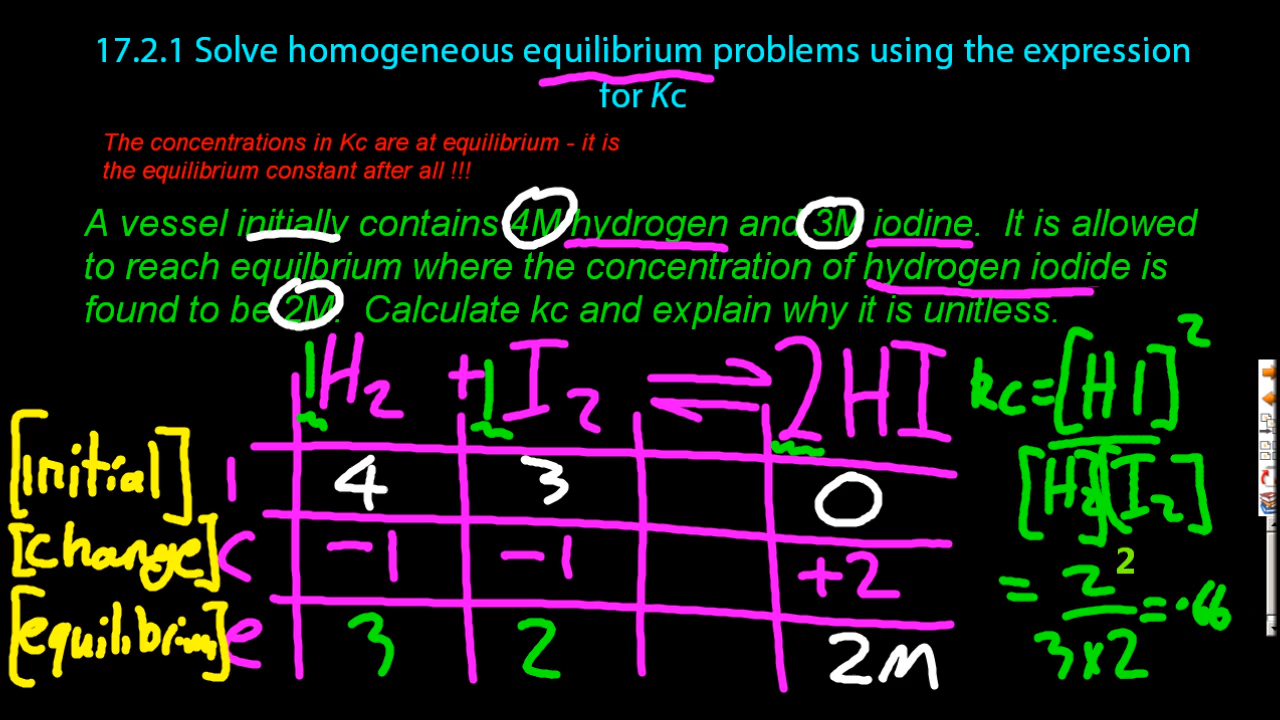 17.2.1 Solve homogeneous equilibrium problems using the expression
for Kc
The concentrations in Kc are at equilibrium - it is
the equilibrium constant after all !!!
A vessel initially contains 4M hydrogen and 3M iodine. It is allowed
to reach equilbrium where the concentration of hydrogen iodide is
found to be 2M. Calculate kc and explain why it is unitless.
1H2 + 1I2 ⇌ 2HI
kc = [HI]²
[H2][I2]
[initial] I 4 3 0
[change] C -1 -1 +2
[equilibrium] e 3 2 2M
= 2² / 3x2 = .66